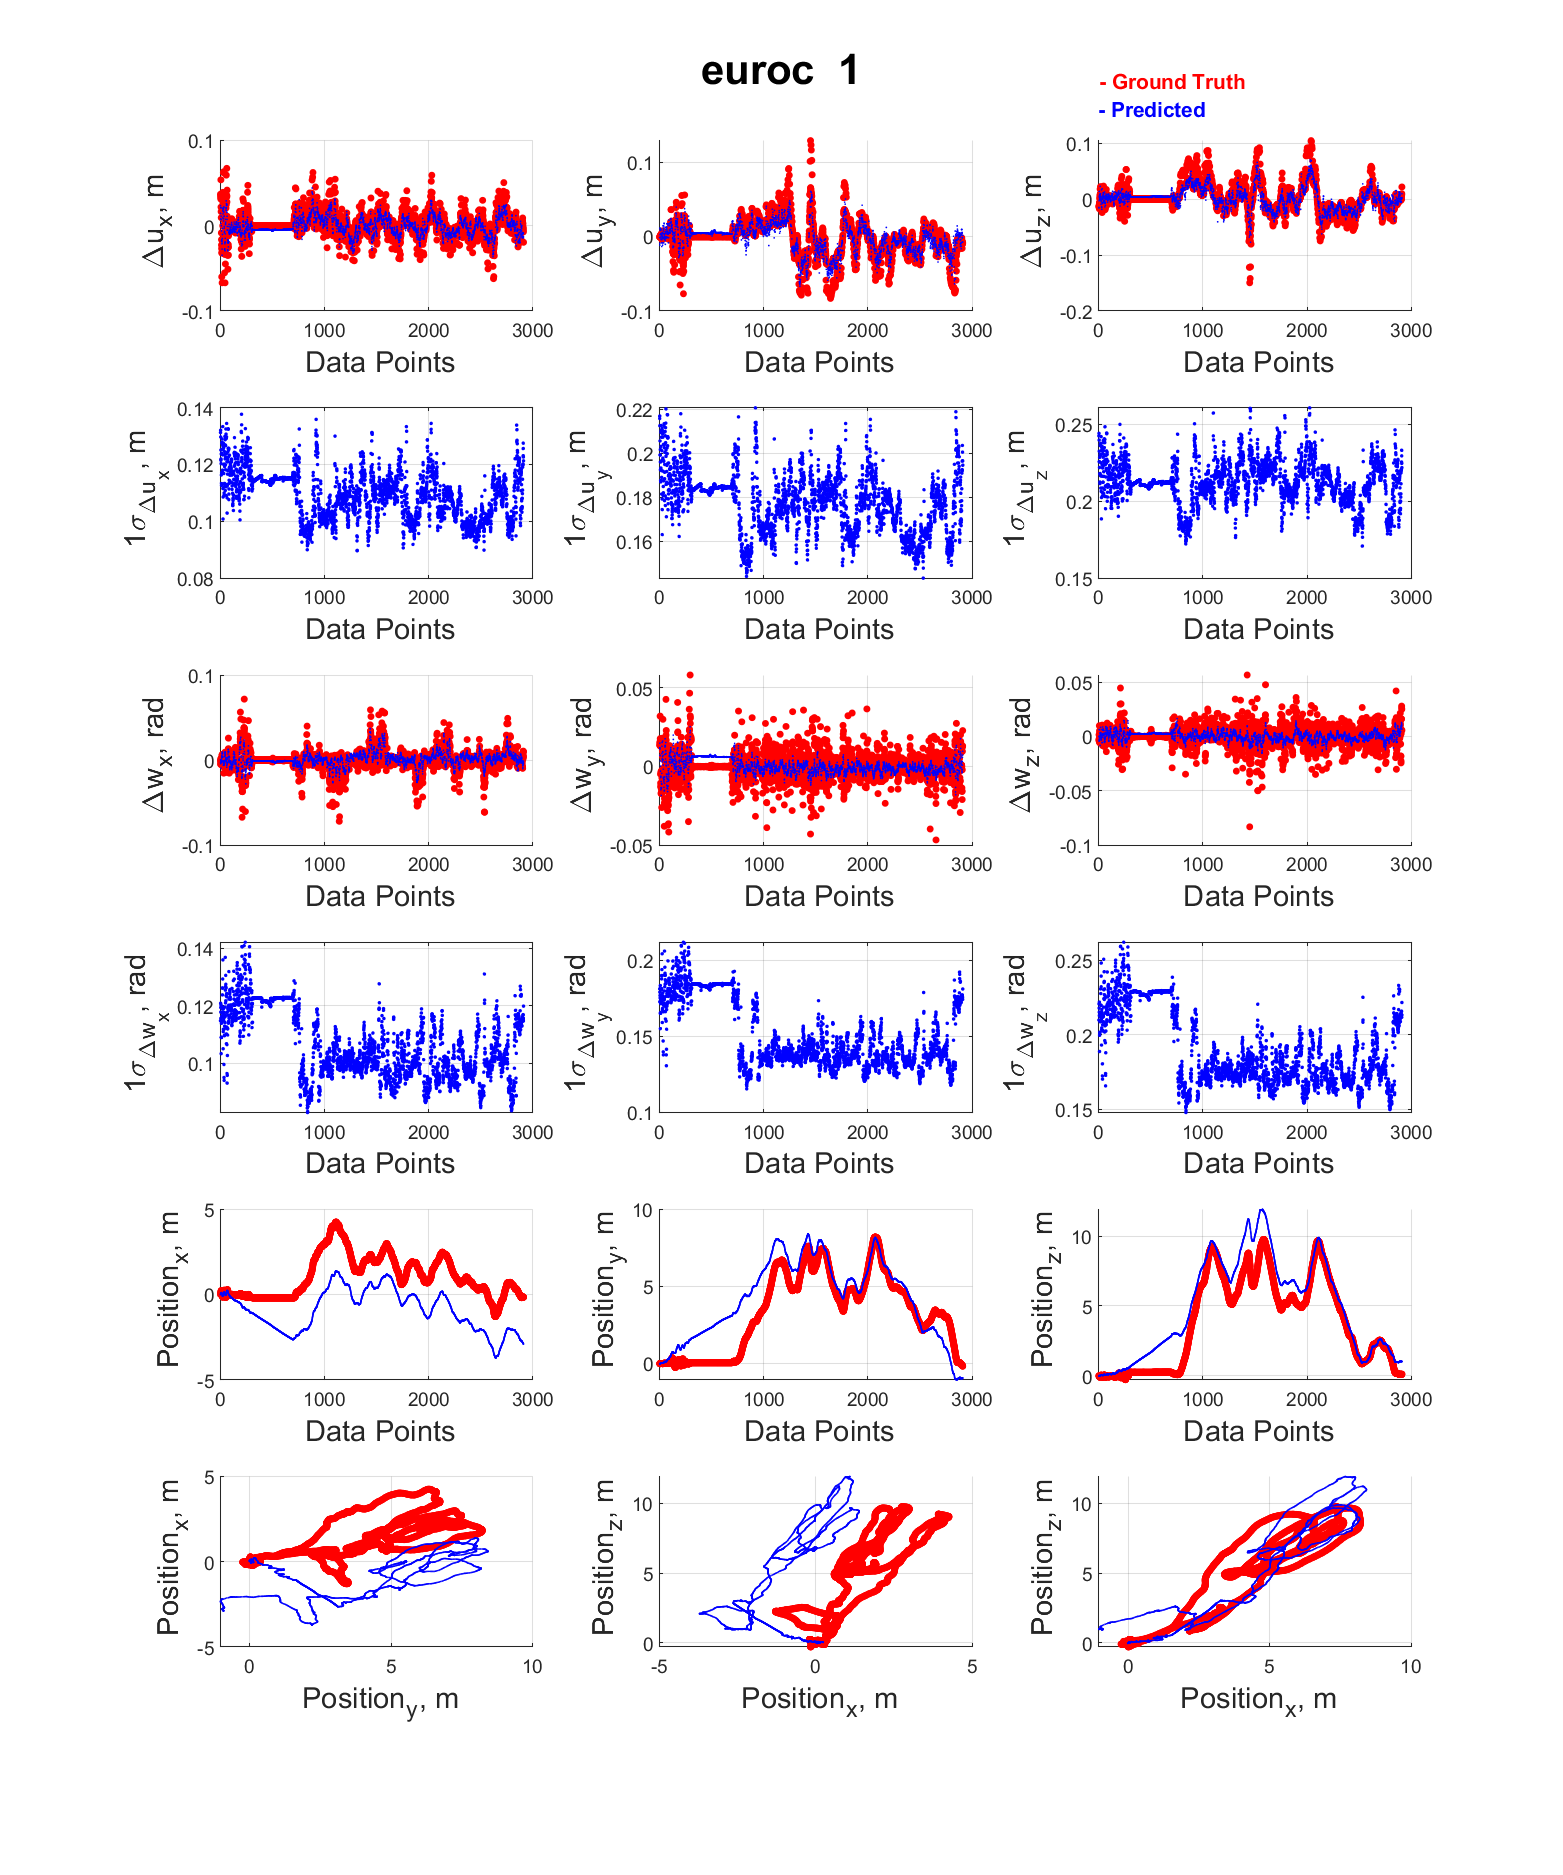 euroc 1
- Ground Truth
- Predicted
Δu_x, m
0.1
0
-0.1
0 1000 2000 3000
Data Points
Δu_y, m
0.1
0
-0.1
0 1000 2000 3000
Data Points
Δu_z, m
0.1
0
-0.1
-0.2
0 1000 2000 3000
Data Points
1σ_Δu_x, m
0.14
0.12
0.1
0.08
0 1000 2000 3000
Data Points
1σ_Δu_y, m
0.22
0.2
0.18
0.16
0 1000 2000 3000
Data Points
1σ_Δu_z, m
0.25
0.2
0.15
0 1000 2000 3000
Data Points
Δw_x, rad
0.1
0
-0.1
0 1000 2000 3000
Data Points
Δw_y, rad
0.05
0
-0.05
0 1000 2000 3000
Data Points
Δw_z, rad
0.05
0
-0.05
-0.1
0 1000 2000 3000
Data Points
1σ_Δw_x, rad
0.14
0.12
0.1
0 1000 2000 3000
Data Points
1σ_Δw_y, rad
0.2
0.15
0.1
0 1000 2000 3000
Data Points
1σ_Δw_z, rad
0.25
0.2
0.15
0 1000 2000 3000
Data Points
Position_x, m
5
0
-5
0 1000 2000 3000
Data Points
Position_y, m
10
5
0
0 1000 2000 3000
Data Points
Position_z, m
10
5
0
0 1000 2000 3000
Data Points
Position_x, m
5
0
-5
0 5 10
Position_y, m
Position_z, m
10
5
0
-5 0 5
Position_x, m
Position_z, m
10
5
0
0 5 10
Position_x, m